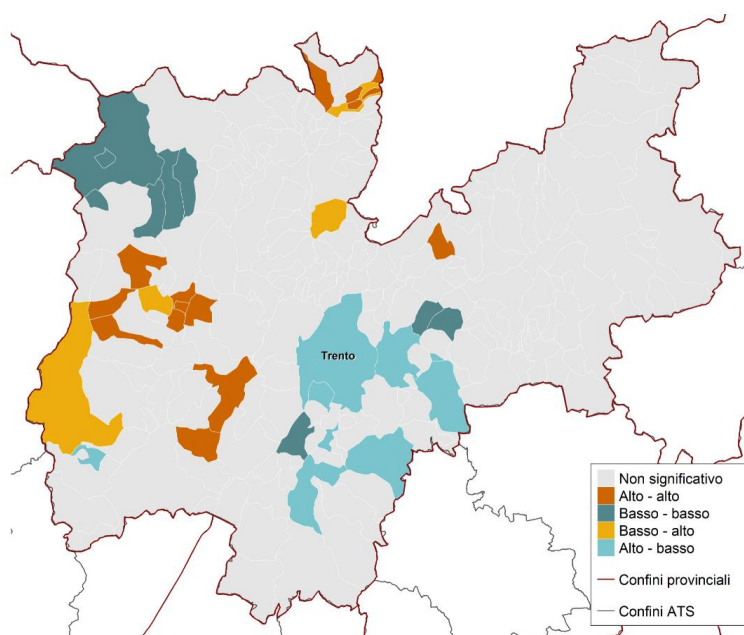 Trento
Non significativo
Alto - alto
Basso - basso
Basso - alto
Alto - basso
Confini provinciali
Confini ATS